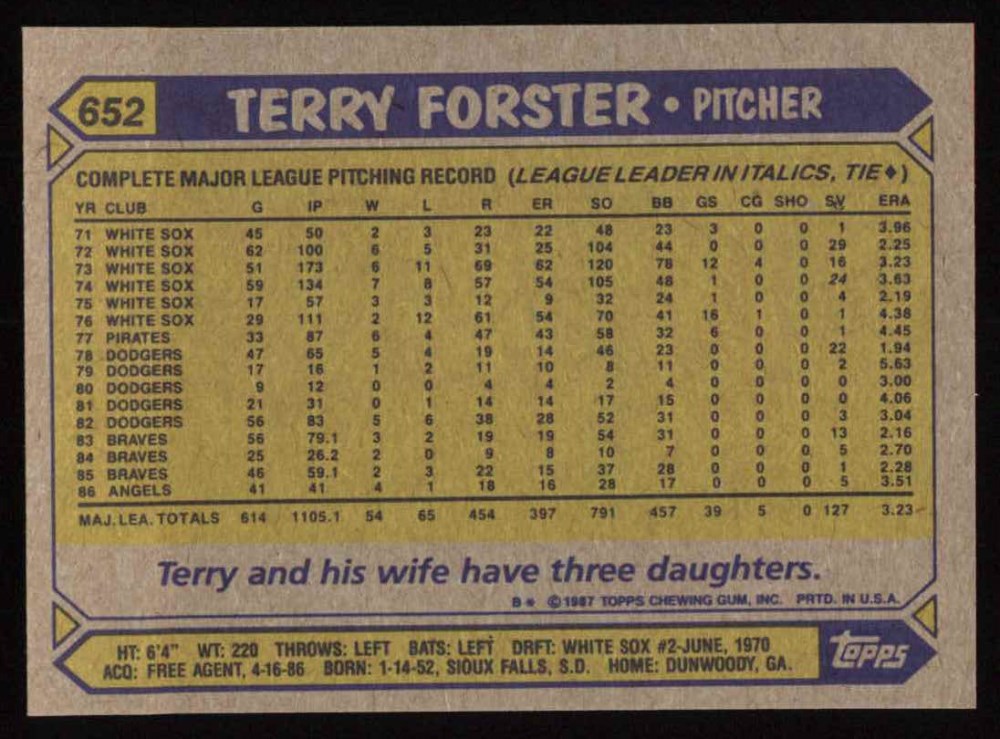 652 TERRY FORSTER • PITCHER
COMPLETE MAJOR LEAGUE PITCHING RECORD (LEAGUE LEADER IN ITALICS, TIE♦)
YR CLUB G IP W L R ER SO BB GS CG SHO SV ERA
71 WHITE SOX 45 50 2 3 23 22 48 23 3 0 0 1 3.96
72 WHITE SOX 62 100 6 5 31 25 104 44 0 0 0 29 2.25
73 WHITE SOX 51 173 6 11 69 62 120 78 12 4 0 16 3.23
74 WHITE SOX 59 134 7 8 57 54 105 48 1 0 0 24 3.63
75 WHITE SOX 17 57 3 3 12 9 32 24 1 0 0 4 2.19
76 WHITE SOX 29 111 2 12 61 54 70 41 16 1 0 1 4.38
77 PIRATES 33 87 6 4 47 43 58 32 6 0 0 1 4.45
78 DODGERS 47 65 5 4 19 14 46 23 0 0 0 22 1.94
79 DODGERS 17 16 1 2 11 10 8 11 0 0 0 2 5.63
80 DODGERS 9 12 0 0 4 4 2 4 0 0 0 0 3.00
81 DODGERS 21 31 0 1 14 14 17 15 0 0 0 0 4.06
82 DODGERS 56 83 5 6 38 28 52 31 0 0 0 3 3.04
83 BRAVES 56 79.1 3 2 19 19 54 31 0 0 0 13 2.16
84 BRAVES 25 26.2 2 0 9 8 10 7 0 0 0 5 2.70
85 BRAVES 46 59.1 2 3 22 15 37 28 0 0 0 1 2.28
86 ANGELS 41 41 4 1 18 16 28 17 0 0 0 5 3.51
MAJ. LEA. TOTALS 614 1105.1 54 65 454 397 791 457 39 5 0 127 3.23
Terry and his wife have three daughters.
B* © 1987 TOPPS CHEWING GUM, INC. PRTD. IN U.S.A.
HT: 6'4" WT: 220 THROWS: LEFT BATS: LEFT DRFT: WHITE SOX #2-JUNE, 1970
ACQ: FREE AGENT, 4-16-86 BORN: 1-14-52, SIOUX FALLS, S.D. HOME: DUNWOODY, GA.
Topps